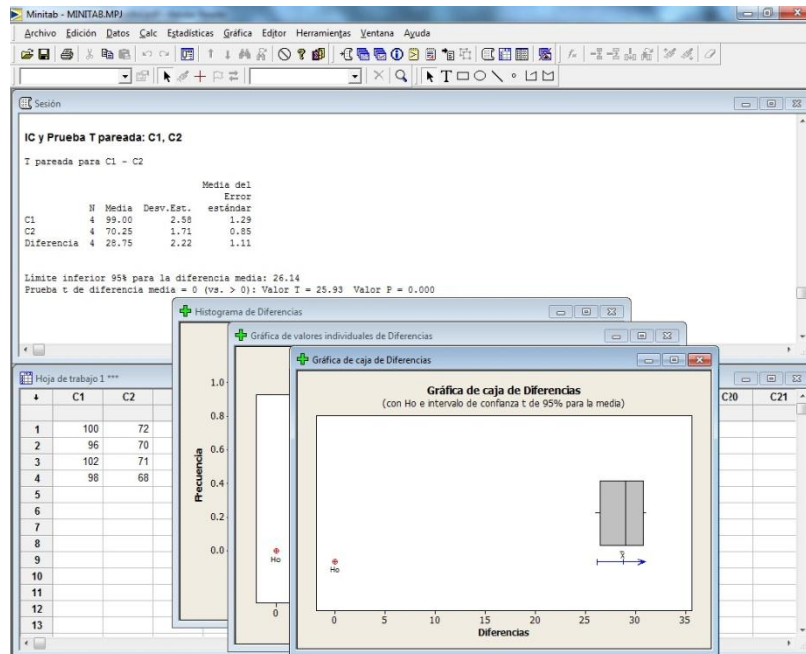 Minitab - MINITAB.MPJ
Archivo Edición Datos Calc Estadísticas Gráfica Editor Herramientas Ventana Ayuda
Sesión
IC y Prueba T pareada: C1, C2
T pareada para C1 - C2
Media del
Error
N Media Desv.Est. estándar
C1 4 99.00 2.58 1.29
C2 4 70.25 1.71 0.85
Diferencia 4 28.75 2.22 1.11
Límite inferior 95% para la diferencia media: 26.14
Prueba t de diferencia media = 0 (vs. > 0): Valor T = 25.93 Valor P = 0.000
Histograma de Diferencias
Gráfica de valores individuales de Diferencias
Gráfica de caja de Diferencias
Gráfica de caja de Diferencias
(con Ho e intervalo de confianza t de 95% para la media)
1.0
0.8
0.6
0.4
0.2
0.0
Frecuencia
Ho
0
Ho
X
0 5 10 15 20 25 30 35
Diferencias
Hoja de trabajo 1 ***
C1 C2 C20 C21
1 100 72
2 96 70
3 102 71
4 98 68
5
6
7
8
9
10
11
12
13